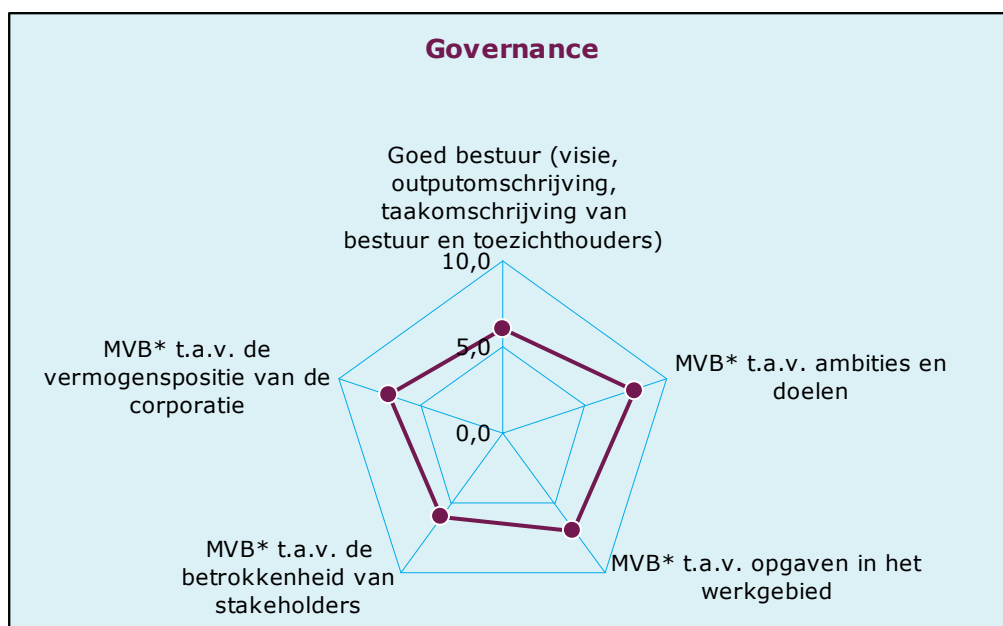 Governance
Goed bestuur (visie,
outputomschrijving,
taakomschrijving van
bestuur en toezichthouders)
10,0
5,0
0,0
MVB* t.a.v. ambities en
doelen
MVB* t.a.v. opgaven in het
werkgebied
MVB* t.a.v. de
betrokkenheid van
stakeholders
MVB* t.a.v. de
vermogenspositie van de
corporatie